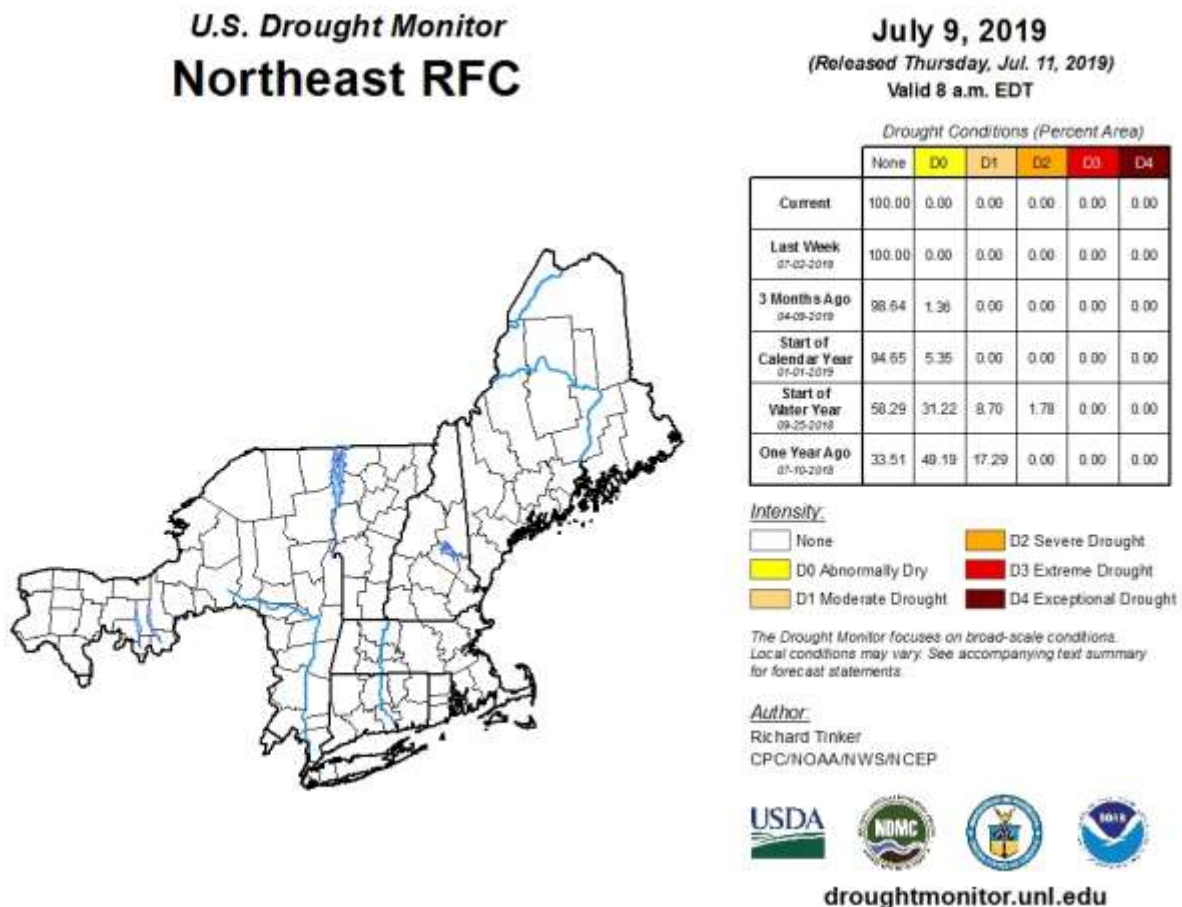 U.S. Drought Monitor
Northeast RFC
July 9, 2019
(Released Thursday, Jul. 11, 2019)
Valid 8 a.m. EDT
Drought Conditions (Percent Area)
None D0 D1 D2 D3 D4
Current 100.00 0.00 0.00 0.00 0.00 0.00
Last Week
07-02-2019 100.00 0.00 0.00 0.00 0.00 0.00
3 Months Ago
04-09-2019 98.64 1.36 0.00 0.00 0.00 0.00
Start of
Calendar Year
01-01-2019 94.65 5.35 0.00 0.00 0.00 0.00
Start of
Water Year
09-25-2018 58.29 31.22 8.70 1.78 0.00 0.00
One Year Ago
07-10-2018 33.51 49.19 17.29 0.00 0.00 0.00
Intensity:
None
D0 Abnormally Dry
D1 Moderate Drought
D2 Severe Drought
D3 Extreme Drought
D4 Exceptional Drought
The Drought Monitor focuses on broad-scale conditions.
Local conditions may vary. See accompanying text summary
for forecast statements.
Author:
Richard Tinker
CPC/NOAA/NWS/NCEP
USDA
NDMC
NOAA
droughtmonitor.unl.edu